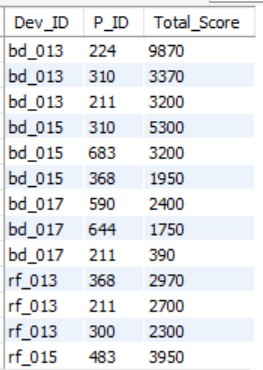 Dev_ID P_ID Total_Score
bd_013 224 9870
bd_013 310 3370
bd_013 211 3200
bd_015 310 5300
bd_015 683 3200
bd_015 368 1950
bd_017 590 2400
bd_017 644 1750
bd_017 211 390
rf_013 368 2970
rf_013 211 2700
rf_013 300 2300
rf_015 483 3950